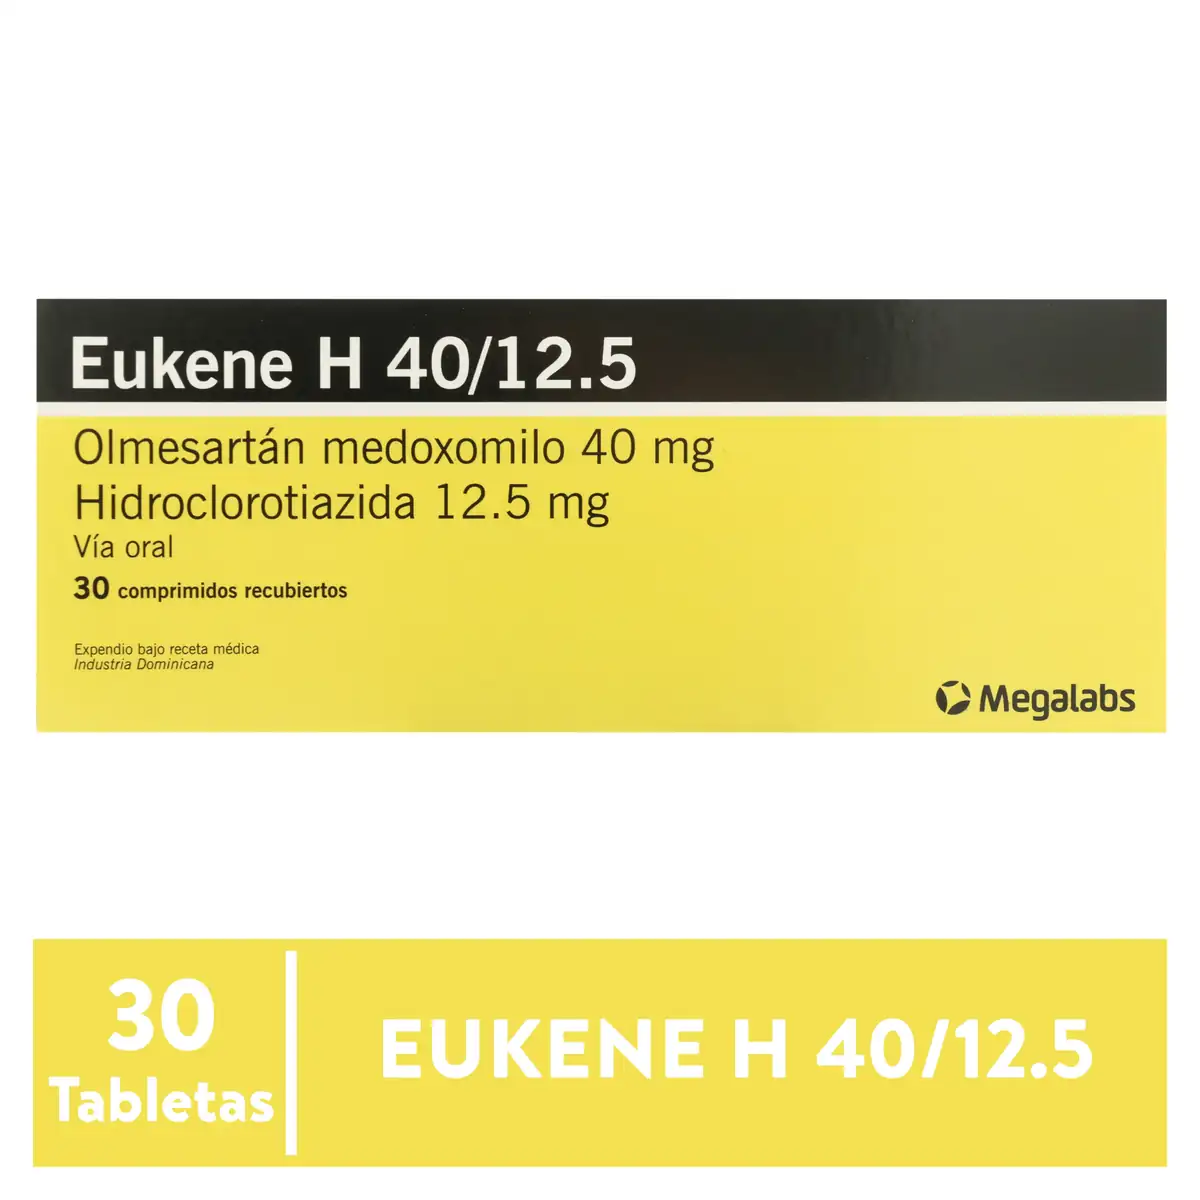 Eukene H 40/12.5
Olmesartán medoxomilo 40 mg
Hidroclorotiazida 12.5 mg
Vía oral
30 comprimidos recubiertos
Expendio bajo receta médica
Industria Dominicana
Megalabs
30
Tabletas
EUKENE H 40/12.5